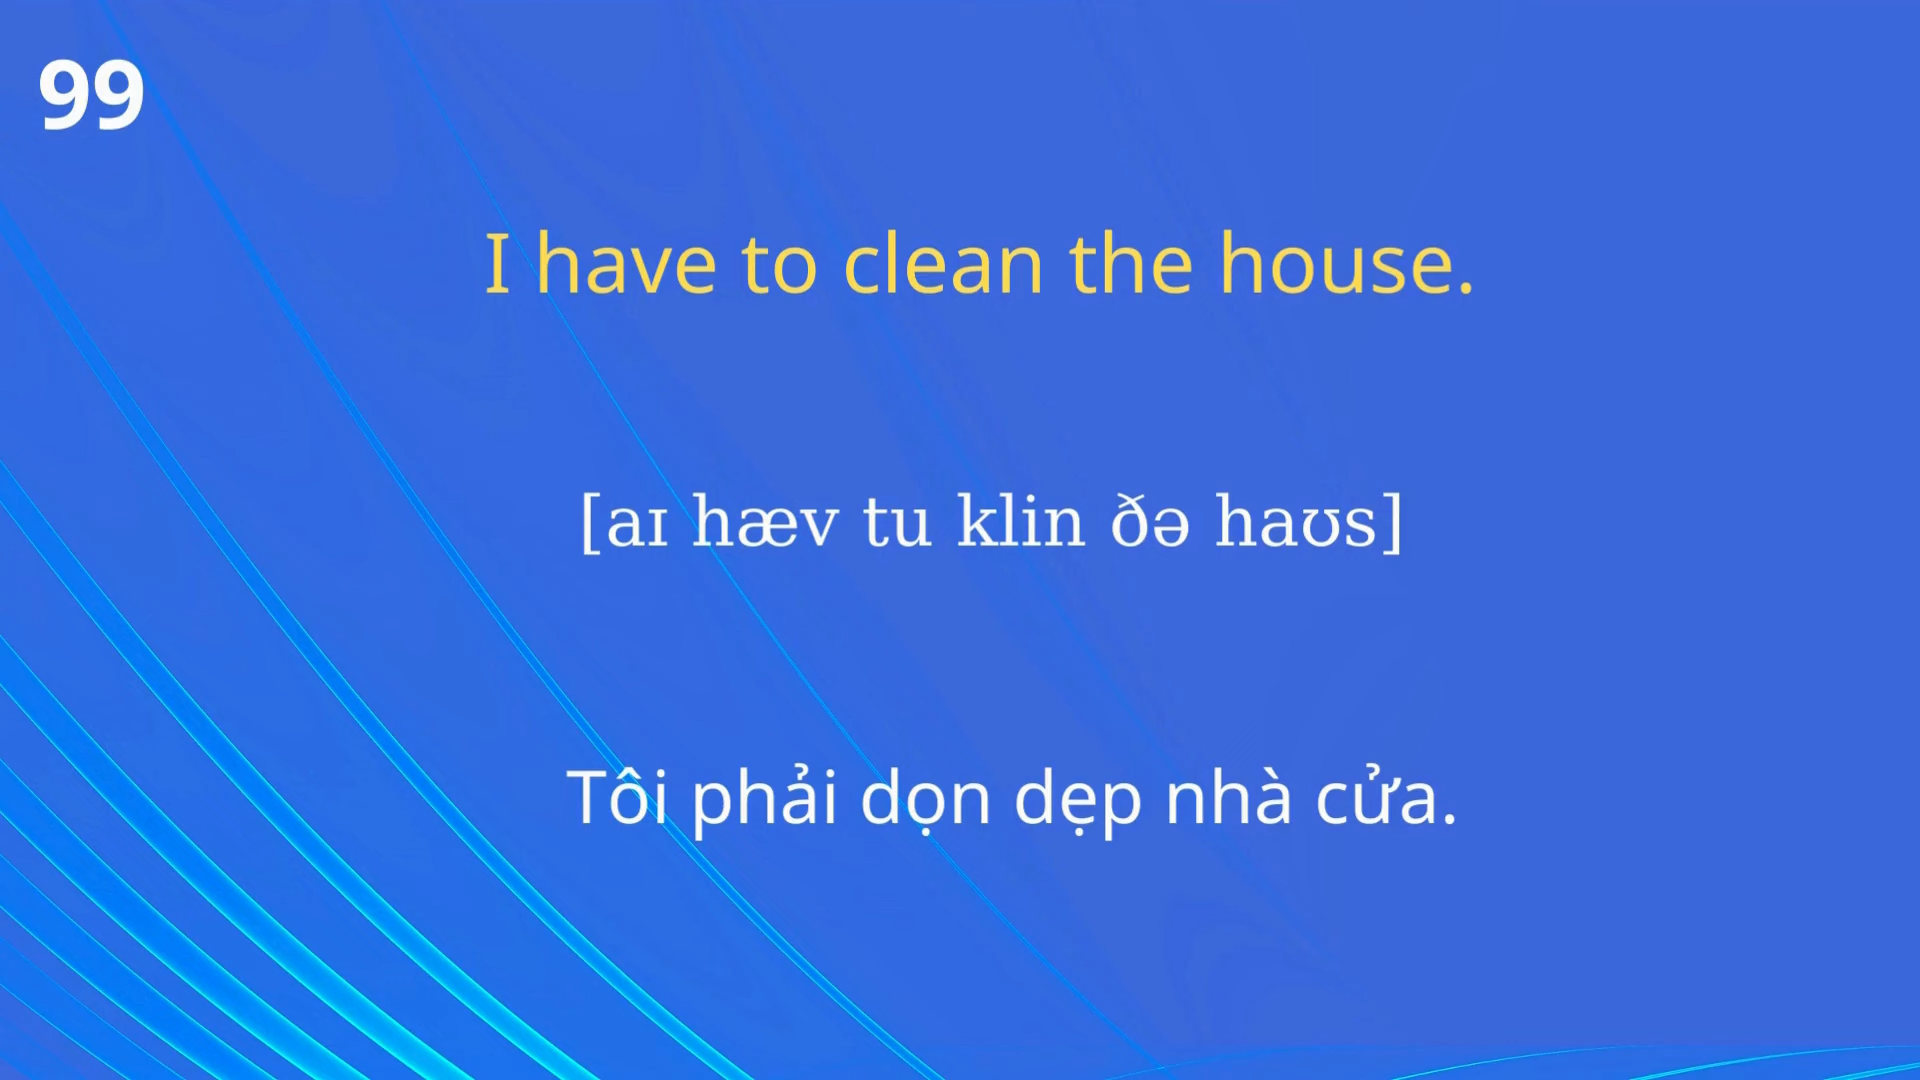 99
I have to clean the house.
[aɪ hæv tu klin ðə haʊs]
Tôi phải dọn dẹp nhà cửa.